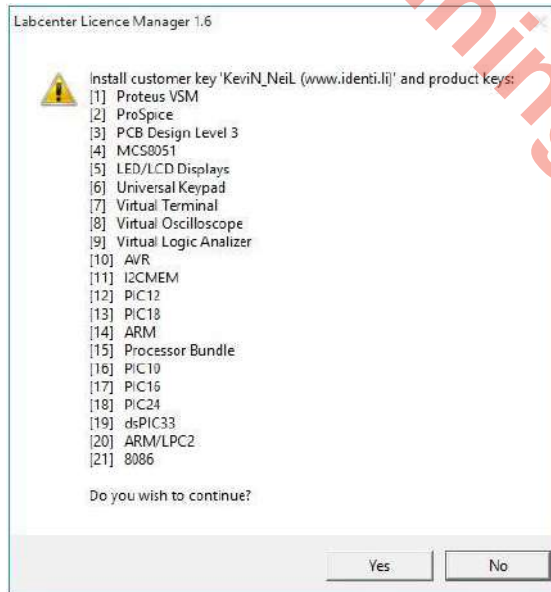 Labcenter Licence Manager 1.6
Install customer key 'KeviN_NeiL (www.identi.li)' and product keys:
[1] Proteus VSM
[2] ProSpice
[3] PCB Design Level 3
[4] MCS8051
[5] LED/LCD Displays
[6] Universal Keypad
[7] Virtual Terminal
[8] Virtual Oscilloscope
[9] Virtual Logic Analizer
[10] AVR
[11] I2CMEM
[12] PIC12
[13] PIC18
[14] ARM
[15] Processor Bundle
[16] PIC10
[17] PIC16
[18] PIC24
[19] dsPIC33
[20] ARM/LPC2
[21] 8086
Do you wish to continue?
Yes No